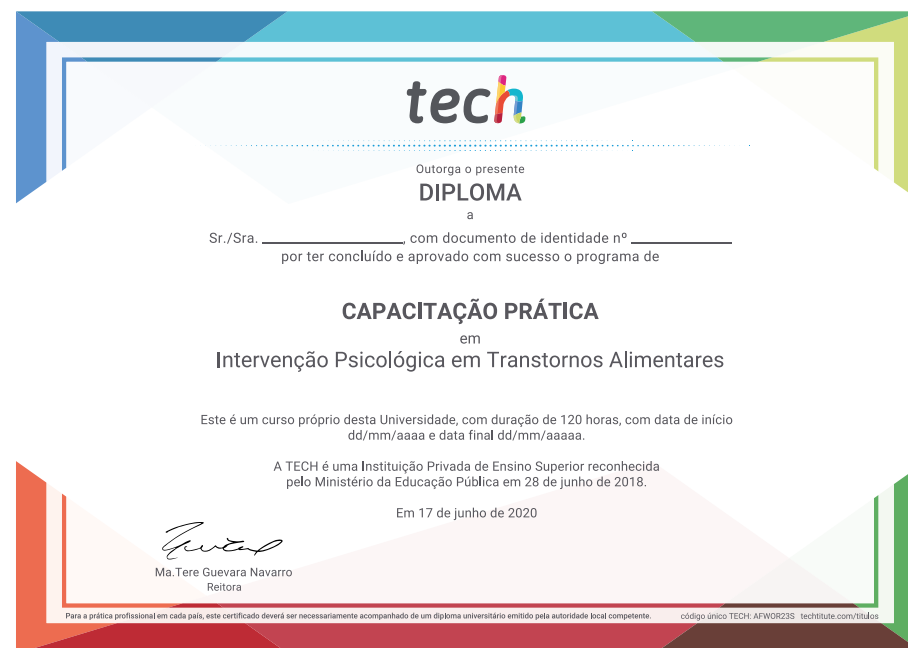 tech
Outorga o presente
DIPLOMA
a
Sr./Sra. ____________________, com documento de identidade nº ______________
por ter concluído e aprovado com sucesso o programa de
CAPACITAÇÃO PRÁTICA
em
Intervenção Psicológica em Transtornos Alimentares
Este é um curso próprio desta Universidade, com duração de 120 horas, com data de início
dd/mm/aaaa e data final dd/mm/aaaaa.
A TECH é uma Instituição Privada de Ensino Superior reconhecida
pelo Ministério da Educação Pública em 28 de junho de 2018.
Em 17 de junho de 2020
Ma.Tere Guevara Navarro
Reitora
Para a prática profissional em cada país, este certificado deverá ser necessariamente acompanhado de um diploma universitário emitido pela autoridade local competente. código único TECH: AFWOR23S techtitute.com/titulos